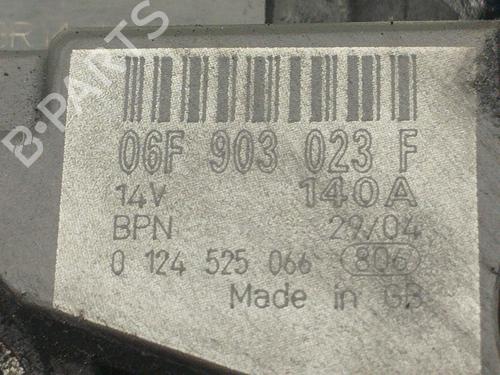 B-PARTS
06F 903 023 F
14V 140A
BPN 29/04
0 124 525 066 806
Made in GB